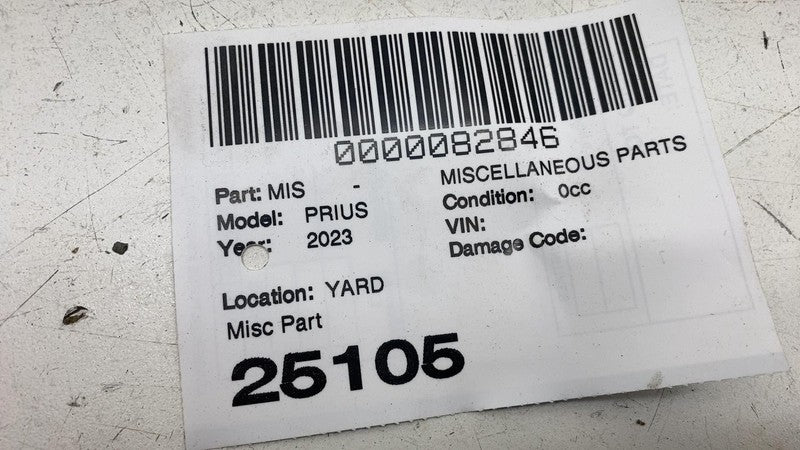 0000082846
Part: MIS - MISCELLANEOUS PARTS
Model: PRIUS Condition: 0cc
Year: 2023 VIN:
Damage Code:
Location: YARD
Misc Part
25105